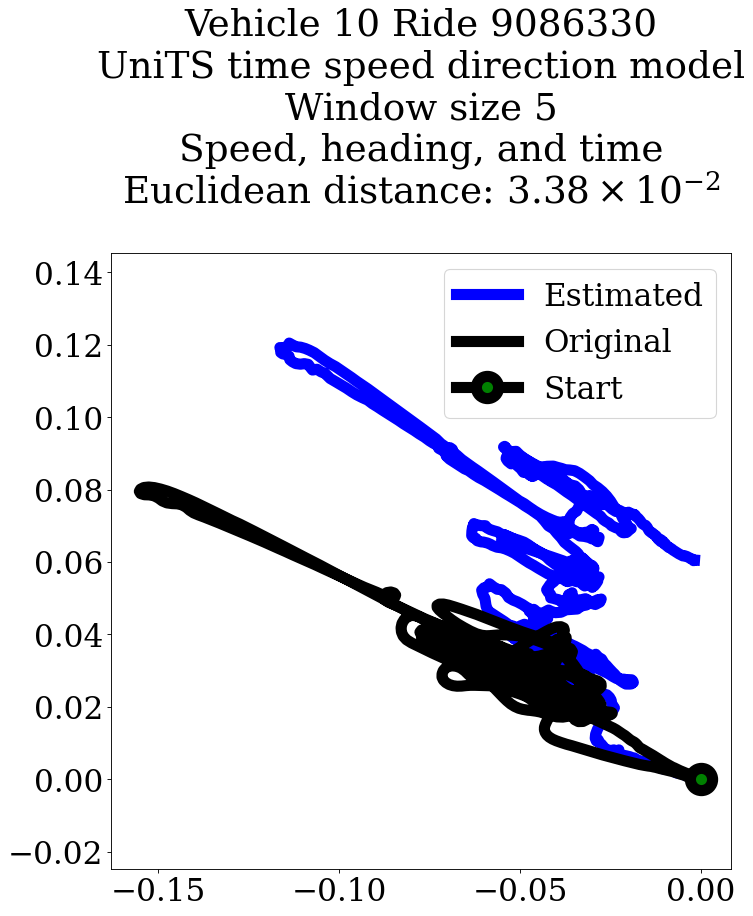 Vehicle 10 Ride 9086330
UniTS time speed direction model
Window size 5
Speed, heading, and time
Euclidean distance: 3.38 × 10⁻²
Estimated
Original
Start
0.14
0.12
0.10
0.08
0.06
0.04
0.02
0.00
−0.02
−0.15 −0.10 −0.05 0.00